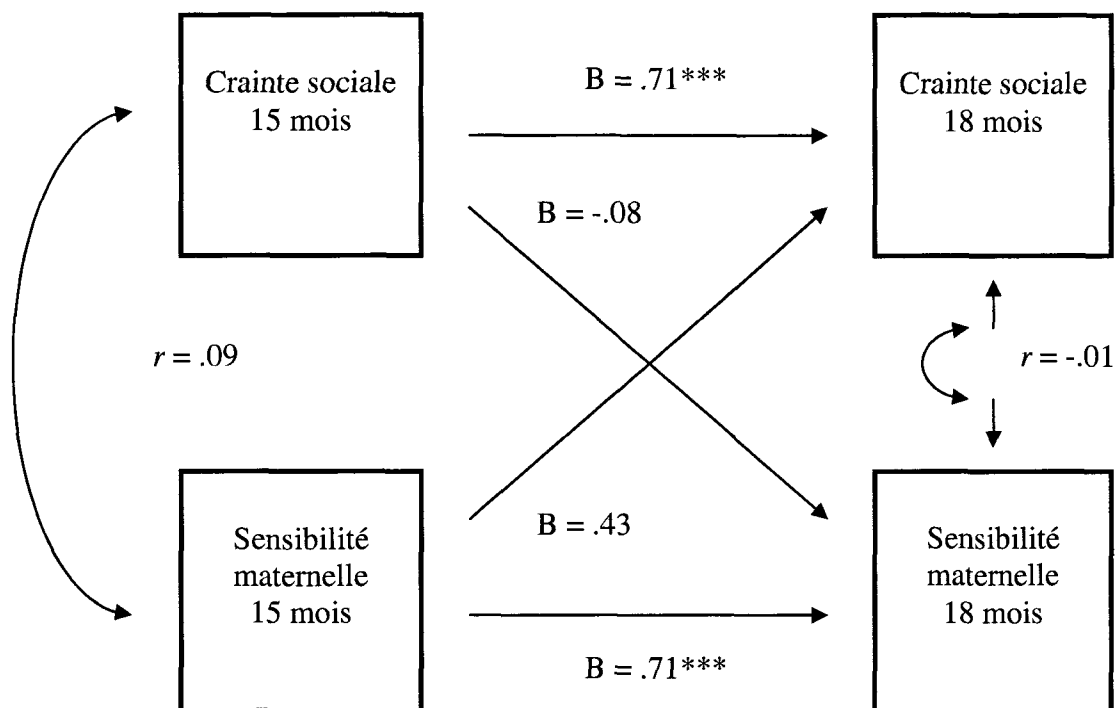 Crainte sociale
15 mois
B = .71***
Crainte sociale
18 mois
B = -.08
r = .09
r = -.01
B = .43
Sensibilité
maternelle
15 mois
Sensibilité
maternelle
18 mois
B = .71***